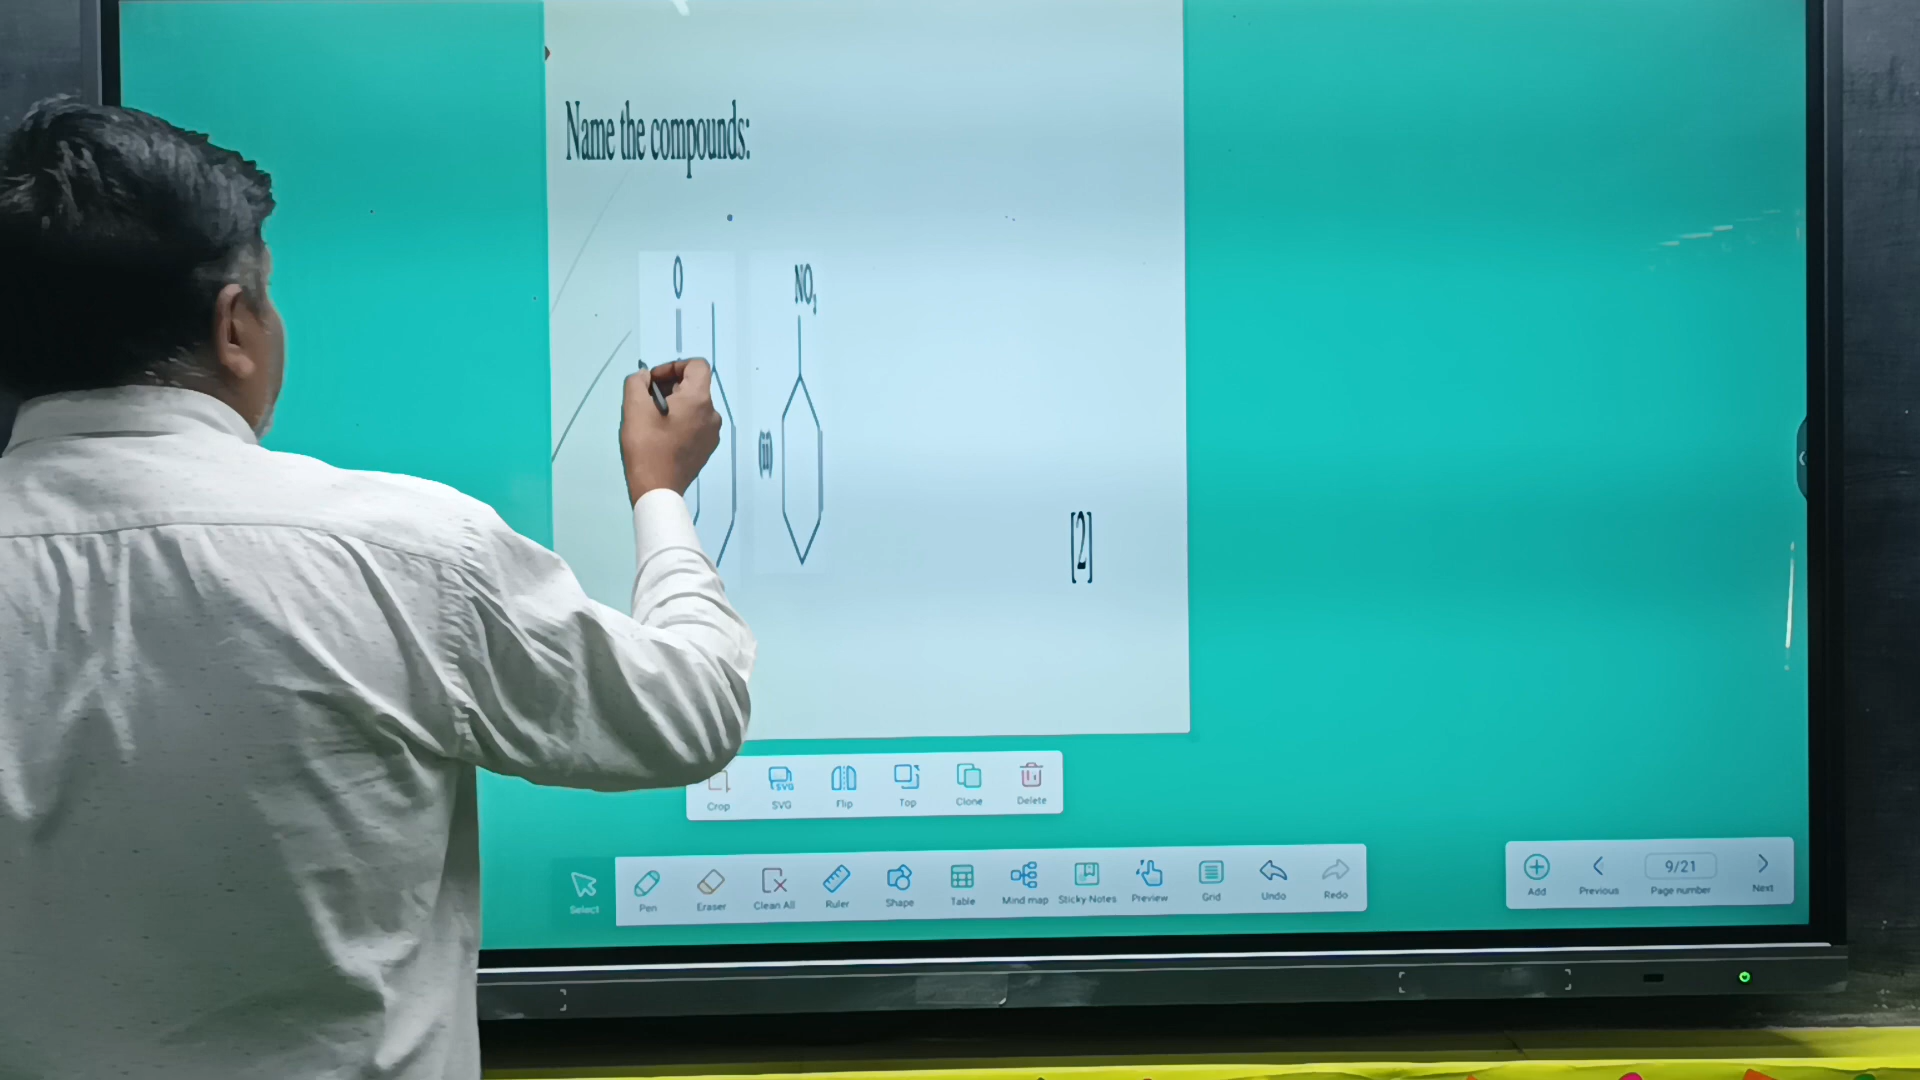 Name the compounds:
O
NO2
(ii)
[2]
Crop SVG Flip Top Clone Delete
Select Pen Eraser Clean All Ruler Shape Table Mind map Sticky Notes Preview Grid Undo Redo
Add Previous 9/21 Page number Next